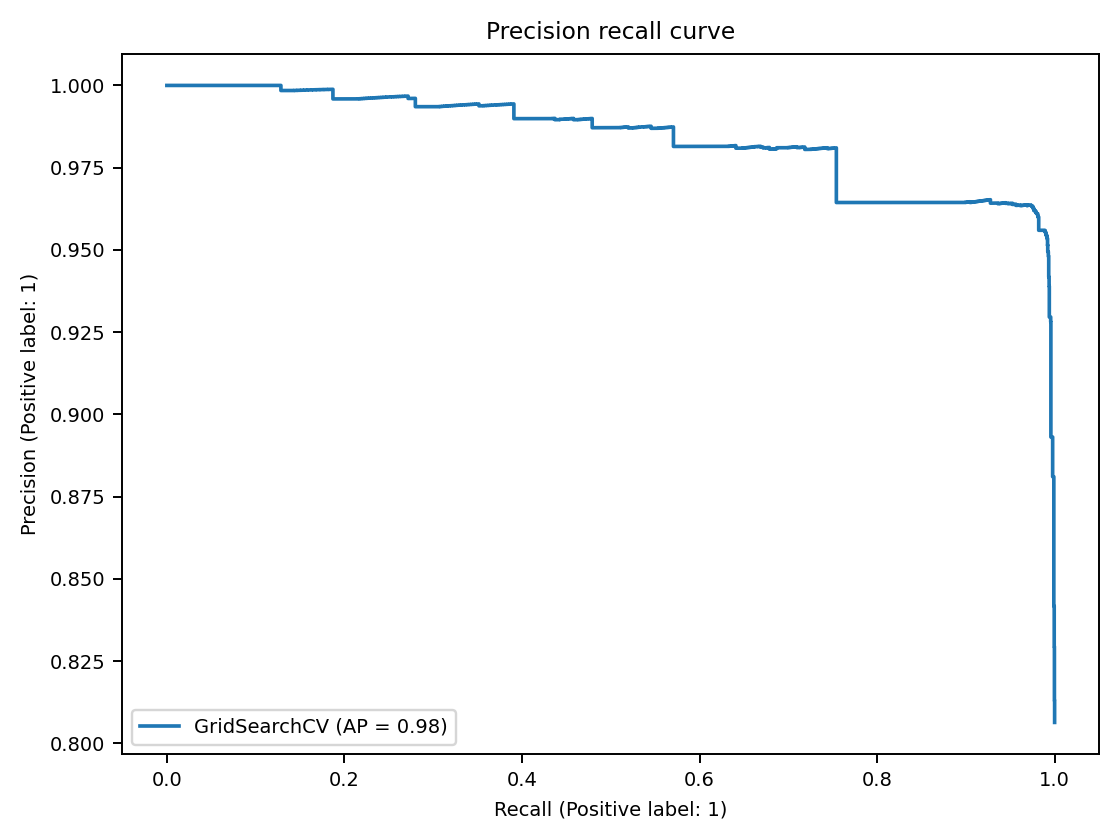 Precision recall curve
Precision (Positive label: 1)
1.000
0.975
0.950
0.925
0.900
0.875
0.850
0.825
0.800
GridSearchCV (AP = 0.98)
0.0 0.2 0.4 0.6 0.8 1.0
Recall (Positive label: 1)